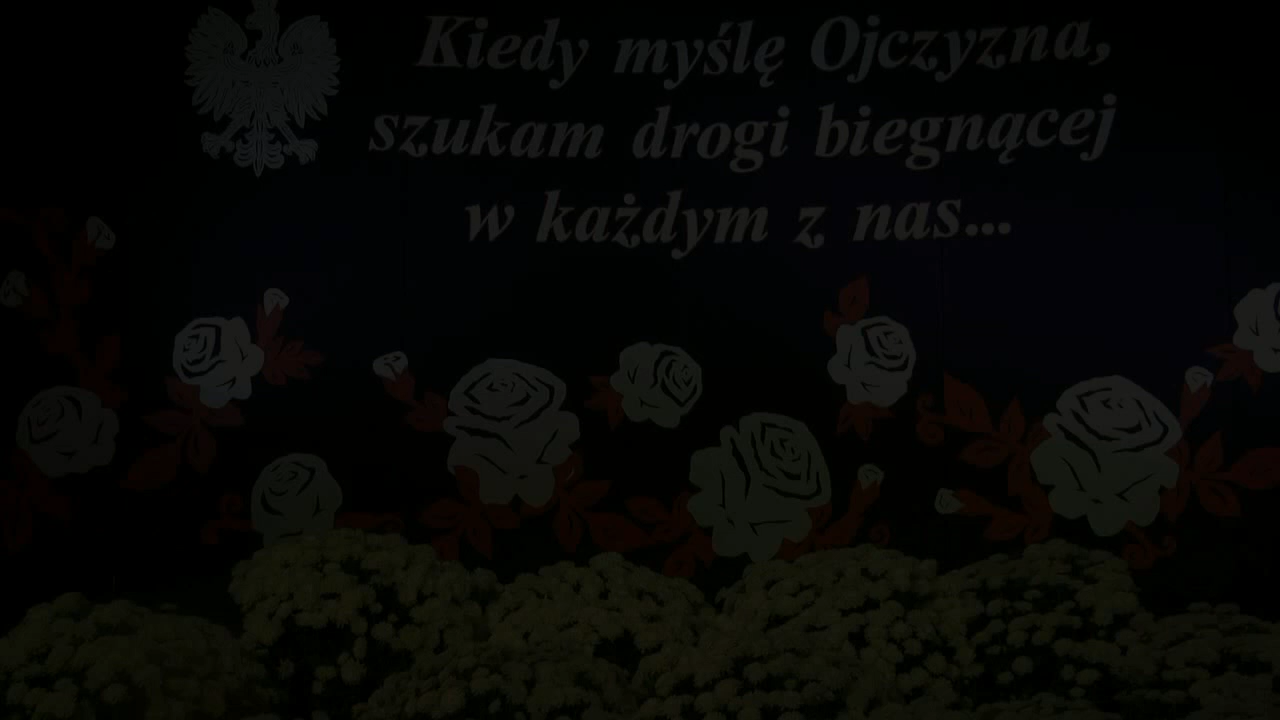 Kiedy myślę Ojczyzna,
szukam drogi biegnącej
w każdym z nas...